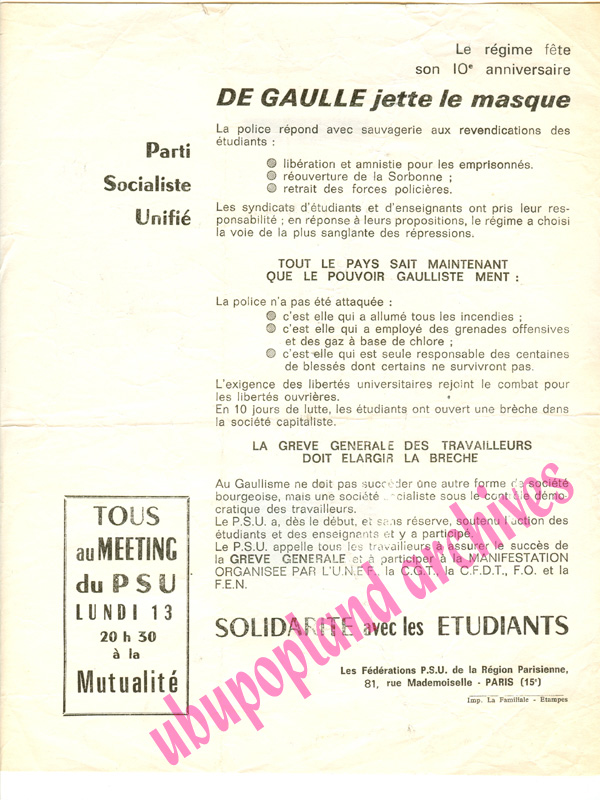 Le régime fête
son 10e anniversaire
DE GAULLE jette le masque
Parti
Socialiste
Unifié
La police répond avec sauvagerie aux revendications des
étudiants :
● libération et amnistie pour les emprisonnés.
● réouverture de la Sorbonne ;
● retrait des forces policières.
Les syndicats d'étudiants et d'enseignants ont pris leur res-
ponsabilité ; en réponse à leurs propositions, le régime a choisi
la voie de la plus sanglante des répressions.
TOUT LE PAYS SAIT MAINTENANT
QUE LE POUVOIR GAULLISTE MENT :
La police n'a pas été attaquée :
● c'est elle qui a allumé tous les incendies ;
● c'est elle qui a employé des grenades offensives
et des gaz à base de chlore ;
● c'est elle qui est seule responsable des centaines
de blessés dont certains ne survivront pas.
L'exigence des libertés universitaires rejoint le combat pour
les libertés ouvrières.
En 10 jours de lutte, les étudiants ont ouvert une brèche dans
la société capitaliste.
LA GREVE GENERALE DES TRAVAILLEURS
DOIT ELARGIR LA BRECHE
Au Gaullisme ne doit pas succéder une autre forme de société
bourgeoise, mais une société socialiste sous le contrôle démo-
cratique des travailleurs.
Le P.S.U. a, dès le début, et sans réserve, soutenu l'action des
étudiants et des enseignants et y a participé.
Le P.S.U. appelle tous les travailleurs à assurer le succès de
la GREVE GENERALE et à participer à la MANIFESTATION
ORGANISEE PAR L'U.N.E.F., la C.G.T., la C.F.D.T., F.O. et la
F.E.N.
SOLIDARITE avec les ETUDIANTS
Les Fédérations P.S.U. de la Région Parisienne,
81, rue Mademoiselle - PARIS (15e)
Imp. La Familiale - Etampes
TOUS
au MEETING
du PSU
LUNDI 13
20 h 30
à la
Mutualité
ubupopland archives